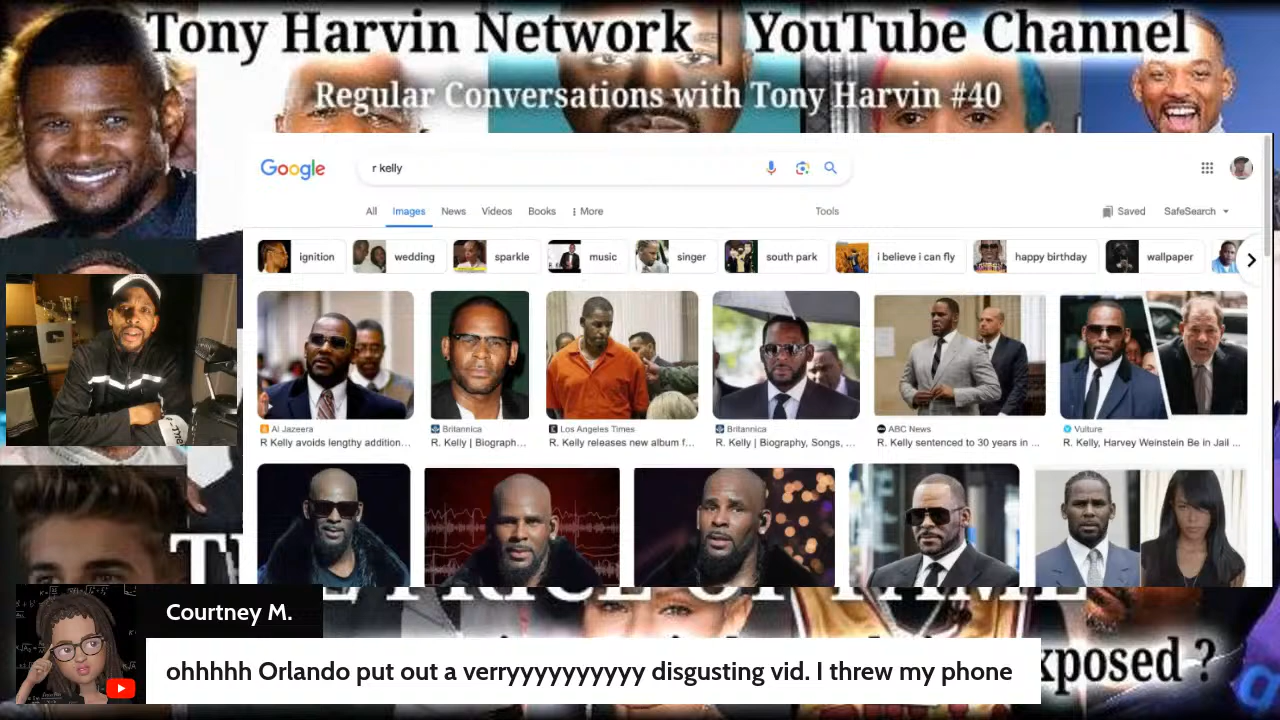 Tony Harvin Network | YouTube Channel
Regular Conversations with Tony Harvin #40
Google
r kelly
All Images News Videos Books More Tools Saved SafeSearch
ignition wedding sparkle music singer south park i believe i can fly happy birthday wallpaper
Al Jazeera
R Kelly avoids lengthy addition...
Britannica
R. Kelly | Biograph...
Los Angeles Times
R. Kelly releases new album f...
Britannica
R. Kelly | Biography, Songs, ...
ABC News
R. Kelly sentenced to 30 years in ...
Vulture
R. Kelly, Harvey Weinstein Be in Jail ...
PRICE OF FAME
xposed ?
Courtney M.
ohhhhh Orlando put out a verryyyyyyyyyy disgusting vid. I threw my phone